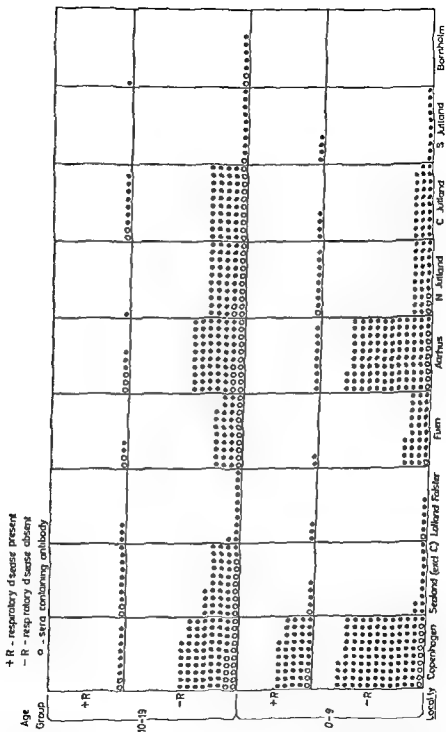 + R - respiratory disease present
- R - respiratory disease absent
o - sera containing antibody
Age
Group
10-19
+R
-R
0-9
+R
-R
Locality
Copenhagen
Sealand (excl C)
Lolland Falster
Fuen
Aarhus
N Jutland
C Jutland
S Jutland
Bornholm